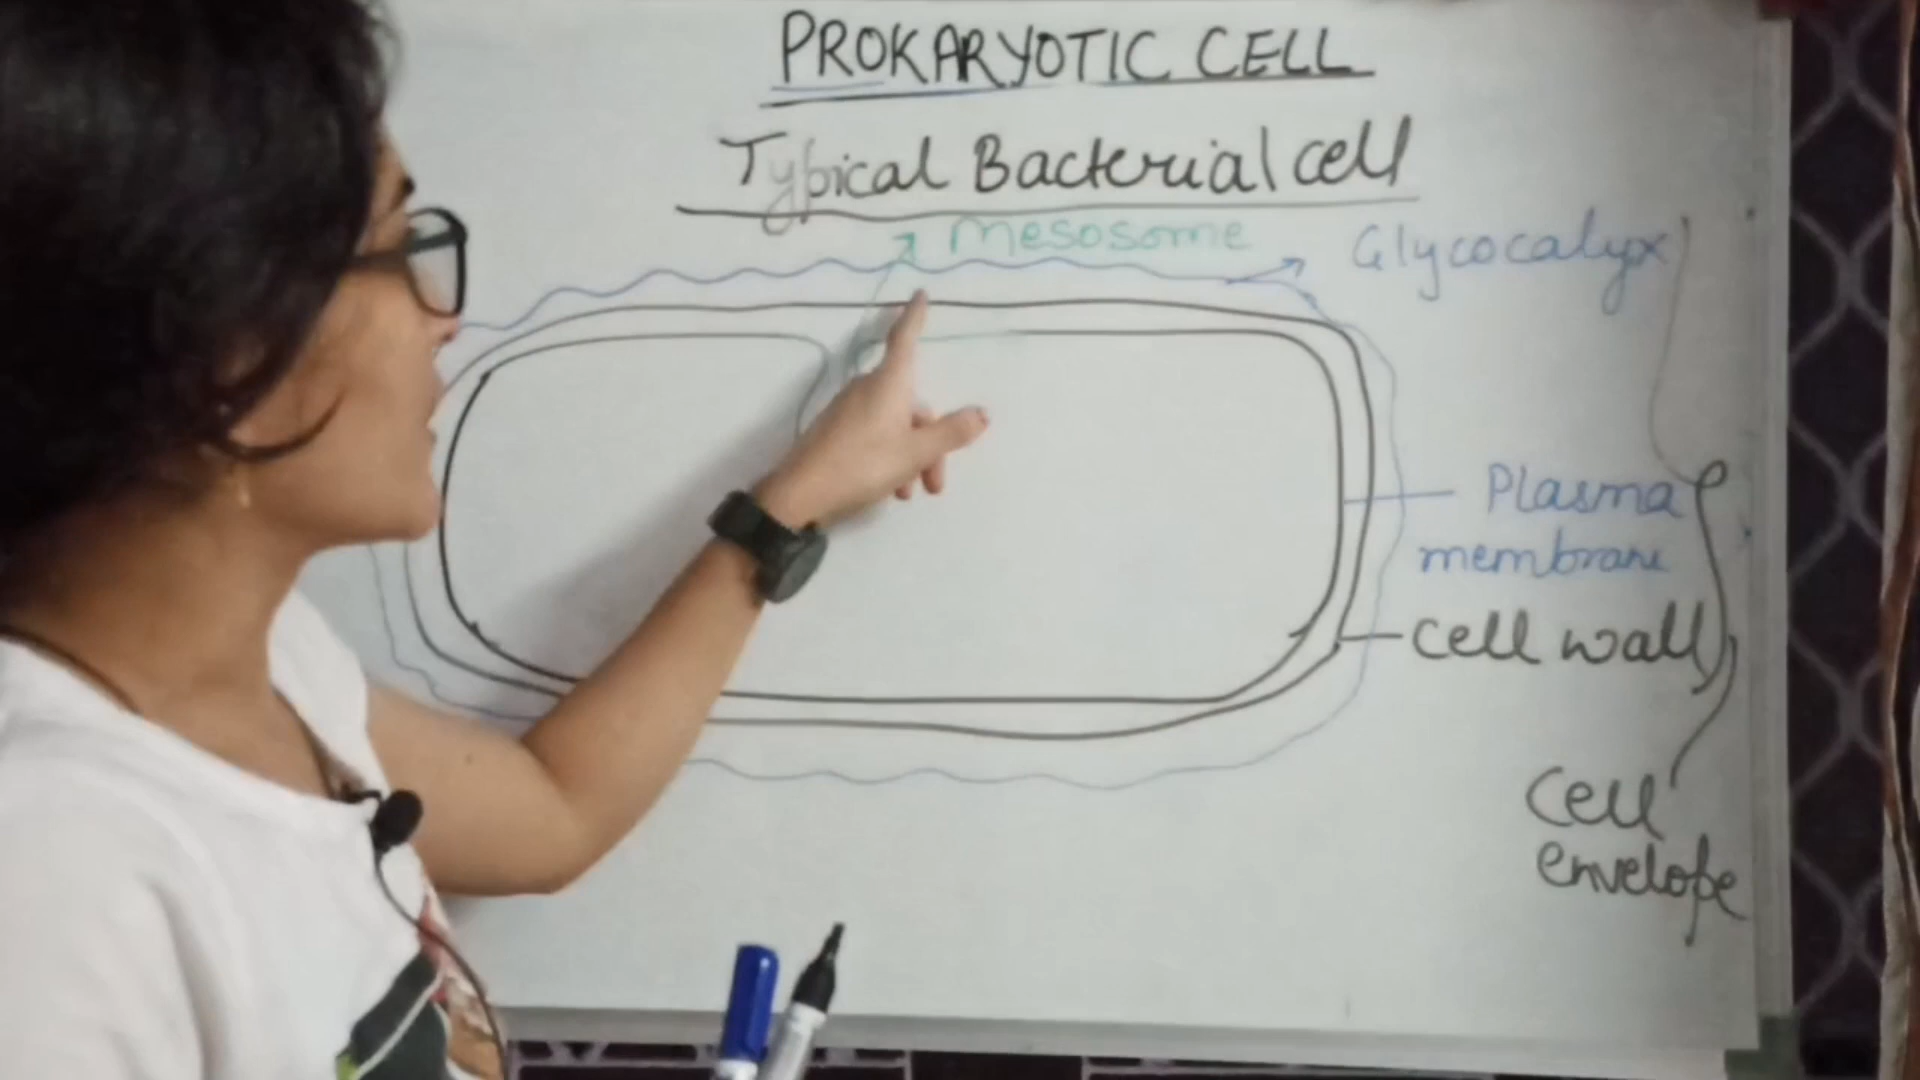 PROKARYOTIC CELL
Typical Bacterial cell
Mesosome
Glycocalyx
Plasma
membrane
cell wall
Cell
envelope